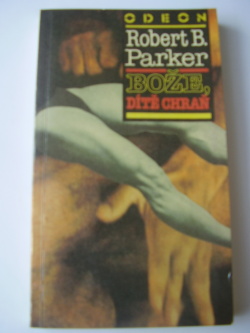 ODEON
Robert B.
Parker
BOŽE,
DÍTĚ CHRAŇ